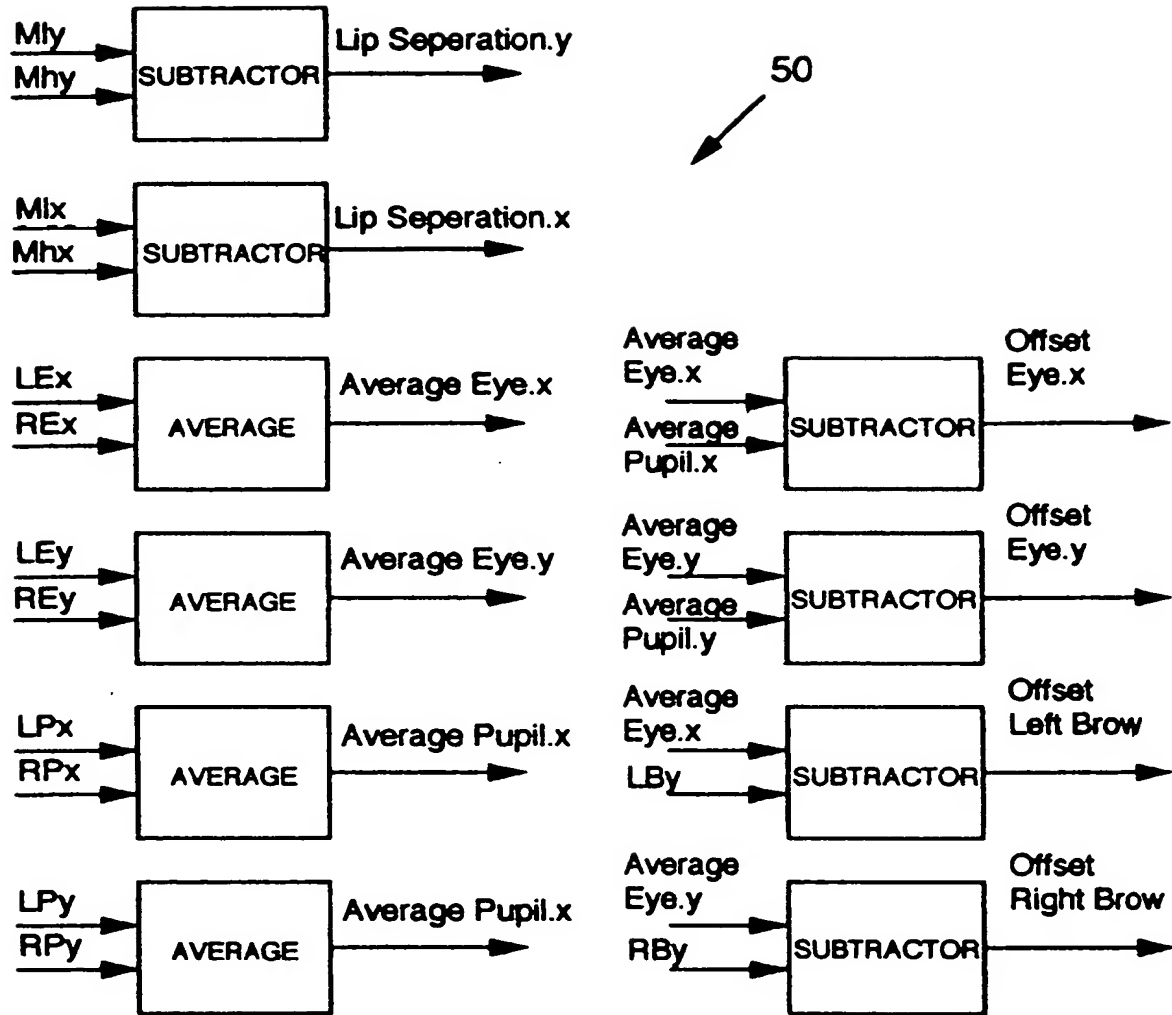 Mly
Mhy
SUBTRACTOR
Lip Seperation.y
50
Mlx
Mhx
SUBTRACTOR
Lip Seperation.x
LEx
REx
AVERAGE
Average Eye.x
Average
Eye.x
Average
Pupil.x
SUBTRACTOR
Offset
Eye.x
LEy
REy
AVERAGE
Average Eye.y
Average
Eye.y
Average
Pupil.y
SUBTRACTOR
Offset
Eye.y
LPx
RPx
AVERAGE
Average Pupil.x
Average
Eye.x
LBy
SUBTRACTOR
Offset
Left Brow
LPy
RPy
AVERAGE
Average Pupil.x
Average
Eye.y
RBy
SUBTRACTOR
Offset
Right Brow